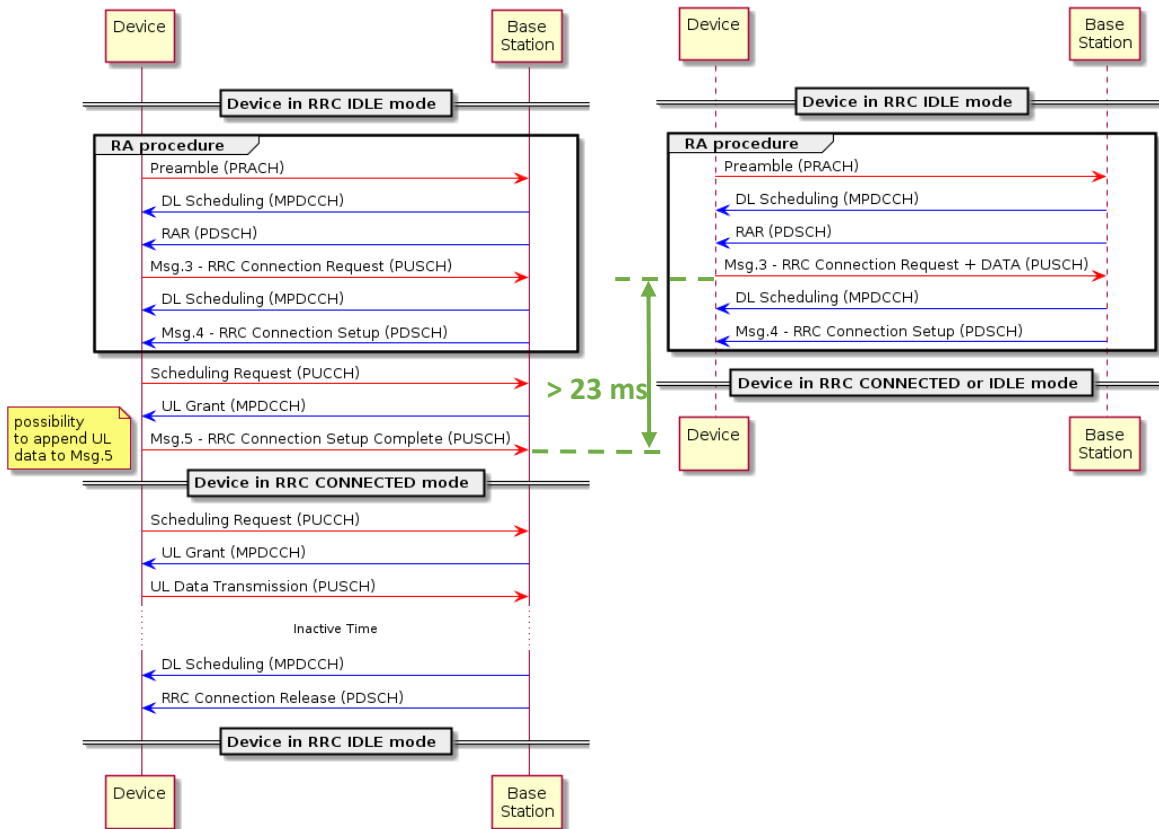 Device
Base
Station
Device in RRC IDLE mode
RA procedure
Preamble (PRACH)
DL Scheduling (MPDCCH)
RAR (PDSCH)
Msg.3 - RRC Connection Request (PUSCH)
DL Scheduling (MPDCCH)
Msg.4 - RRC Connection Setup (PDSCH)
Scheduling Request (PUCCH)
UL Grant (MPDCCH)
possibility
to append UL
data to Msg.5
Msg.5 - RRC Connection Setup Complete (PUSCH)
Device in RRC CONNECTED mode
Scheduling Request (PUCCH)
UL Grant (MPDCCH)
UL Data Transmission (PUSCH)
Inactive Time
DL Scheduling (MPDCCH)
RRC Connection Release (PDSCH)
Device in RRC IDLE mode
Device
Base
Station
> 23 ms
Device
Base
Station
Device in RRC IDLE mode
RA procedure
Preamble (PRACH)
DL Scheduling (MPDCCH)
RAR (PDSCH)
Msg.3 - RRC Connection Request + DATA (PUSCH)
DL Scheduling (MPDCCH)
Msg.4 - RRC Connection Setup (PDSCH)
Device in RRC CONNECTED or IDLE mode
Device
Base
Station